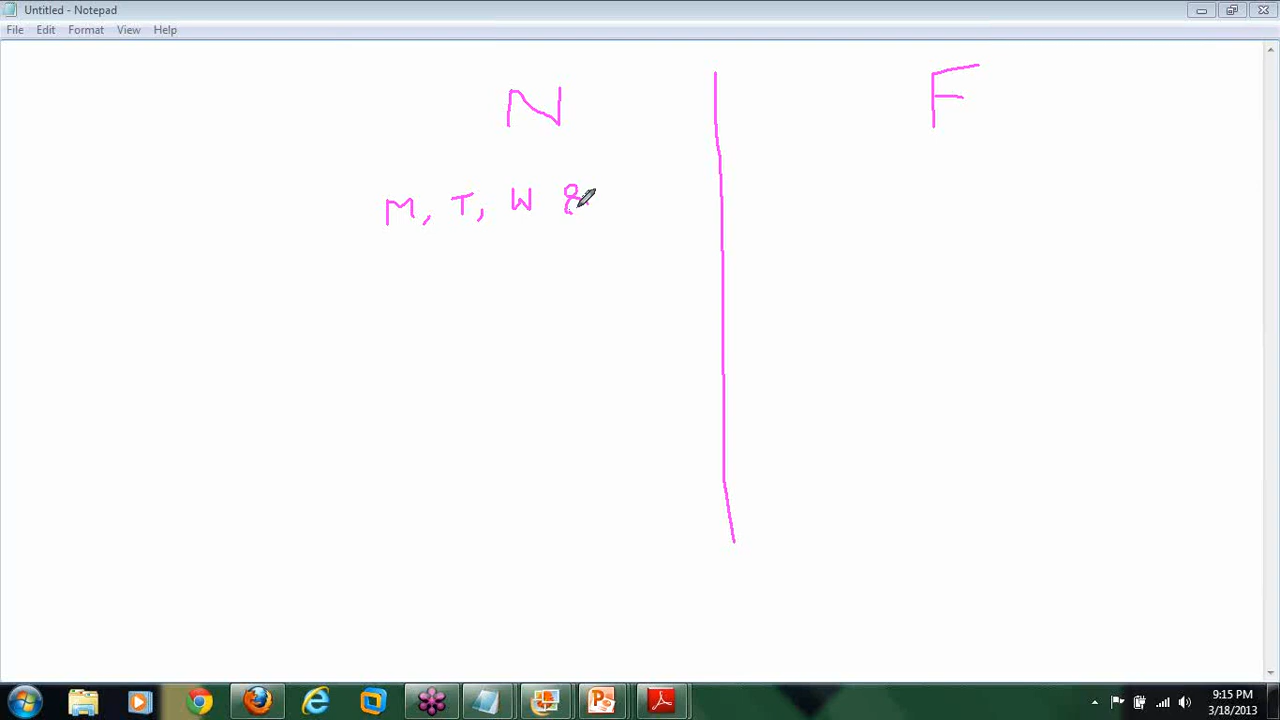 Untitled - Notepad
File Edit Format View Help
N F
M, T, W &
9:15 PM
3/18/2013